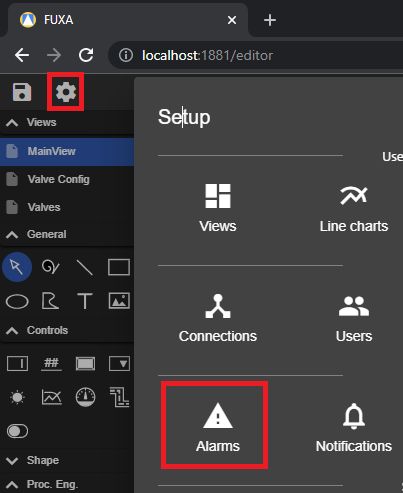 FUXA
localhost:1881/editor
Setup
Use
Views
MainView
Valve Config
Valves
General
Controls
##
Shape
Proc. Eng.
Views
Line charts
Connections
Users
Alarms
Notifications